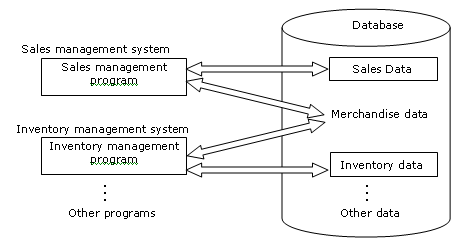 Database
Sales management system
Sales management
program
Sales Data
Merchandise data
Inventory management system
Inventory management
program
Inventory data
Other programs
Other data